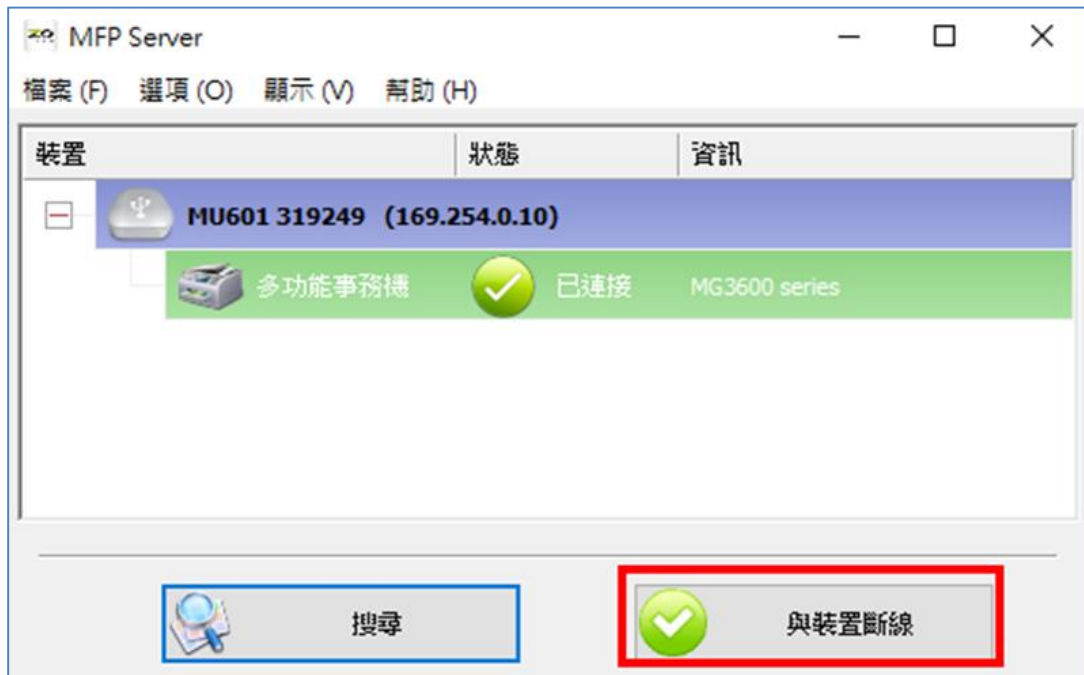 MFP Server
檔案 (F) 選項 (O) 顯示 (V) 幫助 (H)
裝置 狀態 資訊
MU601 319249 (169.254.0.10)
多功能事務機 已連接 MG3600 series
搜尋 與裝置斷線